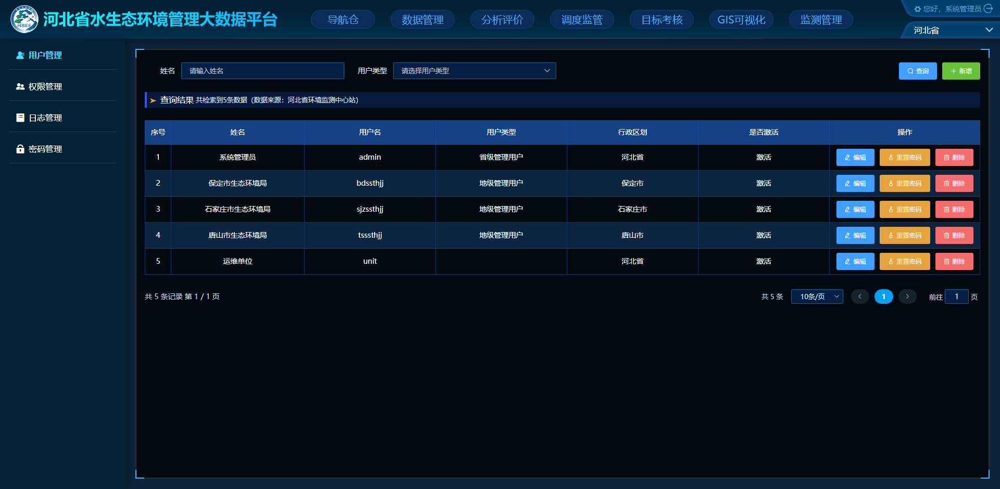 HBEE
河北省水生态环境管理大数据平台
导航仓 数据管理 分析评价 调度监管 目标考核 GIS可视化 监测管理
您好，系统管理员
河北省
用户管理
权限管理
日志管理
密码管理
姓名 请输入姓名 用户类型 请选择用户类型 查询 新增
查询结果 共检索到5条数据（数据来源：河北省环境监测中心站）
序号 姓名 用户名 用户类型 行政区划 是否激活 操作
1 系统管理员 admin 省级管理用户 河北省 激活 编辑 重置密码 删除
2 保定市生态环境局 bdssthjj 地级管理用户 保定市 激活 编辑 重置密码 删除
3 石家庄市生态环境局 sjzssthjj 地级管理用户 石家庄市 激活 编辑 重置密码 删除
4 唐山市生态环境局 tsssthjj 地级管理用户 唐山市 激活 编辑 重置密码 删除
5 运维单位 unit 河北省 激活 编辑 重置密码 删除
共 5 条记录 第 1 / 1 页 共 5 条 10条/页 1 前往 1 页